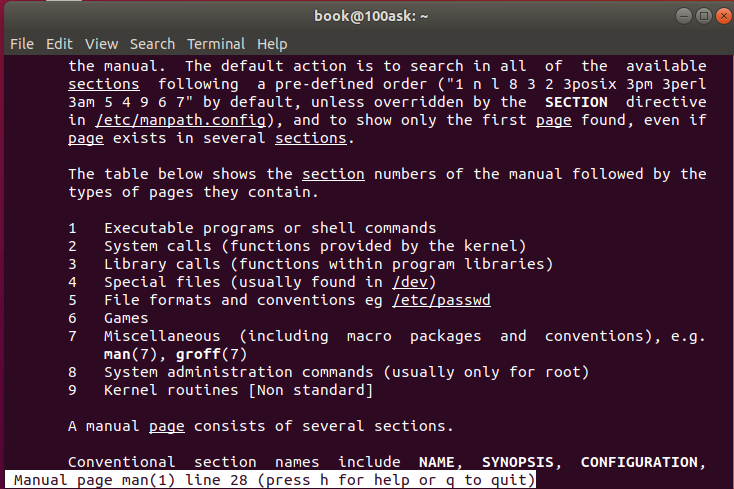 book@100ask: ~
File Edit View Search Terminal Help
the manual. The default action is to search in all of the available
sections following a pre-defined order ("1 n l 8 3 2 3posix 3pm 3perl
3am 5 4 9 6 7" by default, unless overridden by the SECTION directive
in /etc/manpath.config), and to show only the first page found, even if
page exists in several sections.
The table below shows the section numbers of the manual followed by the
types of pages they contain.
1 Executable programs or shell commands
2 System calls (functions provided by the kernel)
3 Library calls (functions within program libraries)
4 Special files (usually found in /dev)
5 File formats and conventions eg /etc/passwd
6 Games
7 Miscellaneous (including macro packages and conventions), e.g.
man(7), groff(7)
8 System administration commands (usually only for root)
9 Kernel routines [Non standard]
A manual page consists of several sections.
Conventional section names include NAME, SYNOPSIS, CONFIGURATION,
Manual page man(1) line 28 (press h for help or q to quit)